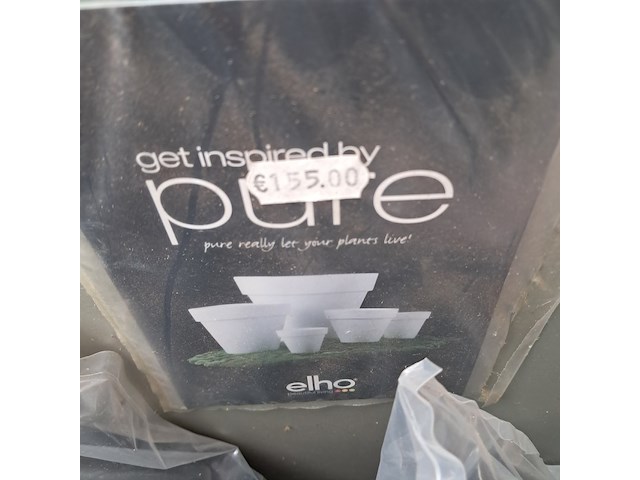 get inspired by
€155.00
pure
pure really let your plants live'
elho